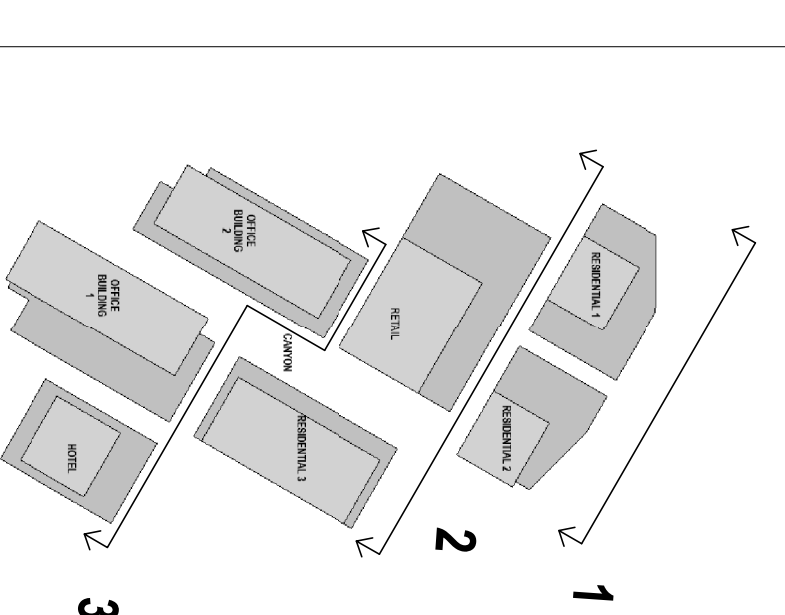 OFFICE
BUILDING
2
RESIDENTIAL 1
OFFICE
BUILDING
1
RETAIL
CANYON
RESIDENTIAL 2
RESIDENTIAL 3
HOTEL
2
1
3